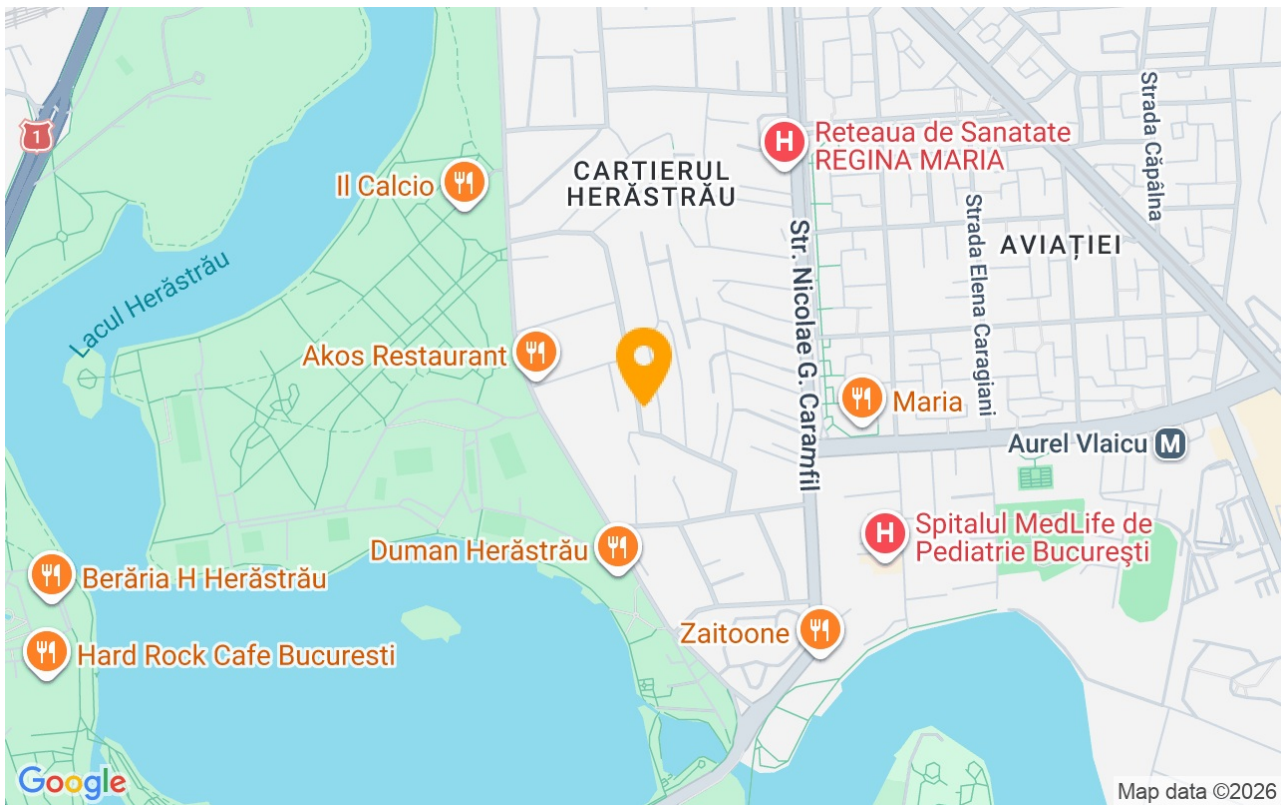 1
Il Calcio
Lacul Herăstrău
CARTIERUL
HERĂSTRĂU
H
Reteaua de Sanatate
REGINA MARIA
Strada Căpâlna
AVIAȚIEI
Strada Elena Caragiani
Str. Nicolae G. Caramfil
Akos Restaurant
Maria
Aurel Vlaicu M
Duman Herăstrău
H
Spitalul MedLife de
Pediatrie București
Berăria H Herăstrău
Zaitoone
Hard Rock Cafe Bucuresti
Google
Map data ©2026